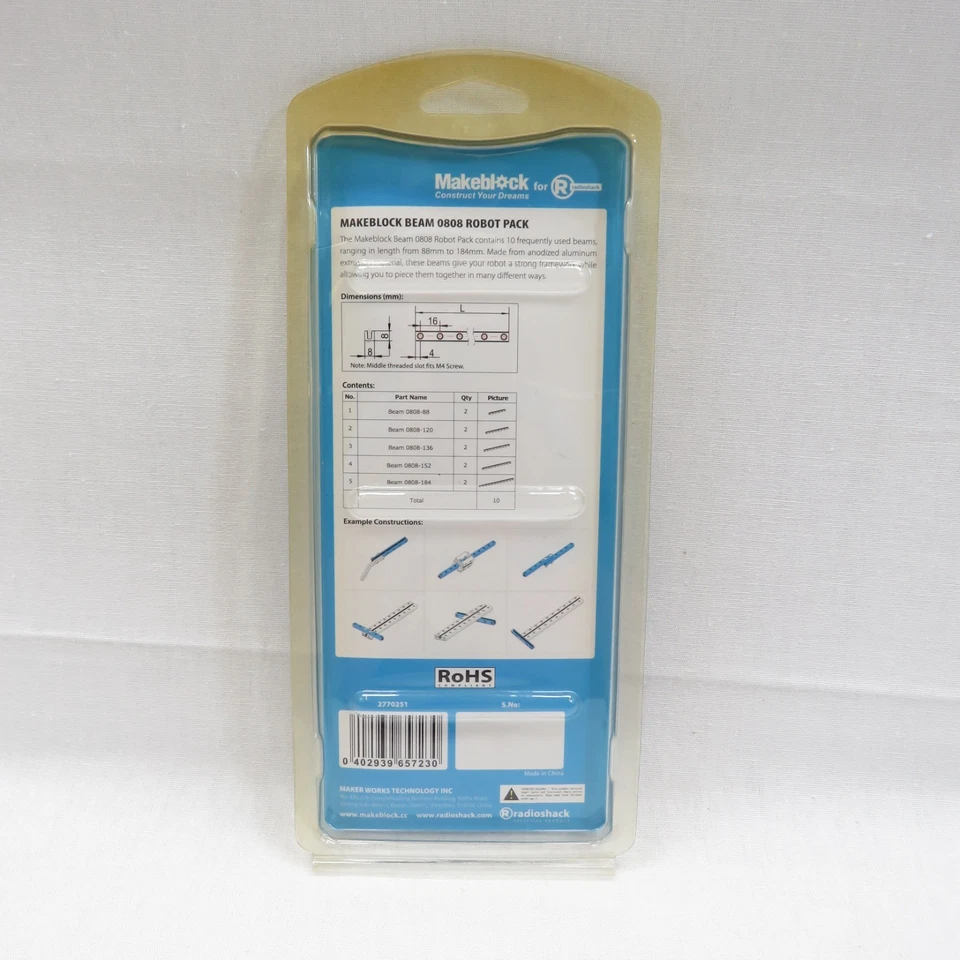 Makeblock for R radioshack
Construct Your Dreams
MAKEBLOCK BEAM 0808 ROBOT PACK
The Makeblock Beam 0808 Robot Pack contains 10 frequently used beams,
ranging in length from 88mm to 184mm. Made from anodized aluminum
these beams give your robot a strong framework while
allowing you to piece them together in many different ways.
Dimensions (mm):
L
16
8
8
4
Note: Middle threaded slot fits M4 Screw.
Contents:
No. Part Name Qty Picture
1 Beam 0808-88 2
2 Beam 0808-120 2
3 Beam 0808-136 2
4 Beam 0808-152 2
5 Beam 0808-184 2
Total 10
Example Constructions:
RoHS
COMPLIANT
2770251 S.No:
0 402939 657230
Made in China
MAKER WORKS TECHNOLOGY INC
www.makeblock.cc www.radioshack.com R radioshack